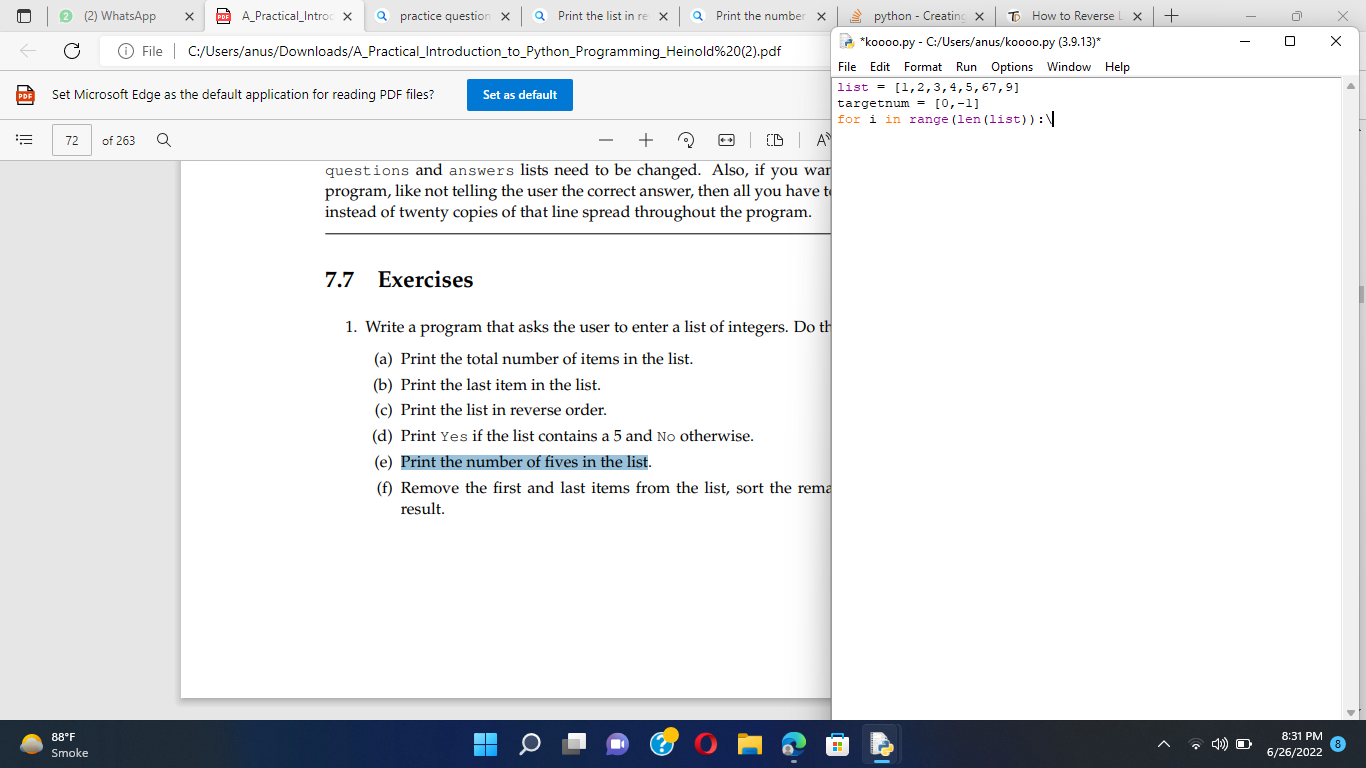 (2) WhatsApp
A_Practical_Introd
practice question
Print the list in re
Print the number
python - Creating
How to Reverse L
File
C:/Users/anus/Downloads/A_Practical_Introduction_to_Python_Programming_Heinold%20(2).pdf
Set Microsoft Edge as the default application for reading PDF files?
Set as default
72 of 263
questions and answers lists need to be changed. Also, if you wan
program, like not telling the user the correct answer, then all you have to
instead of twenty copies of that line spread throughout the program.
7.7 Exercises
1. Write a program that asks the user to enter a list of integers. Do th
(a) Print the total number of items in the list.
(b) Print the last item in the list.
(c) Print the list in reverse order.
(d) Print Yes if the list contains a 5 and No otherwise.
(e) Print the number of fives in the list.
(f) Remove the first and last items from the list, sort the rema
result.
*koooo.py - C:/Users/anus/koooo.py (3.9.13)*
File Edit Format Run Options Window Help
list = [1,2,3,4,5,67,9]
targetnum = [0,-1]
for i in range(len(list)):\
88°F
Smoke
8:31 PM
6/26/2022
8